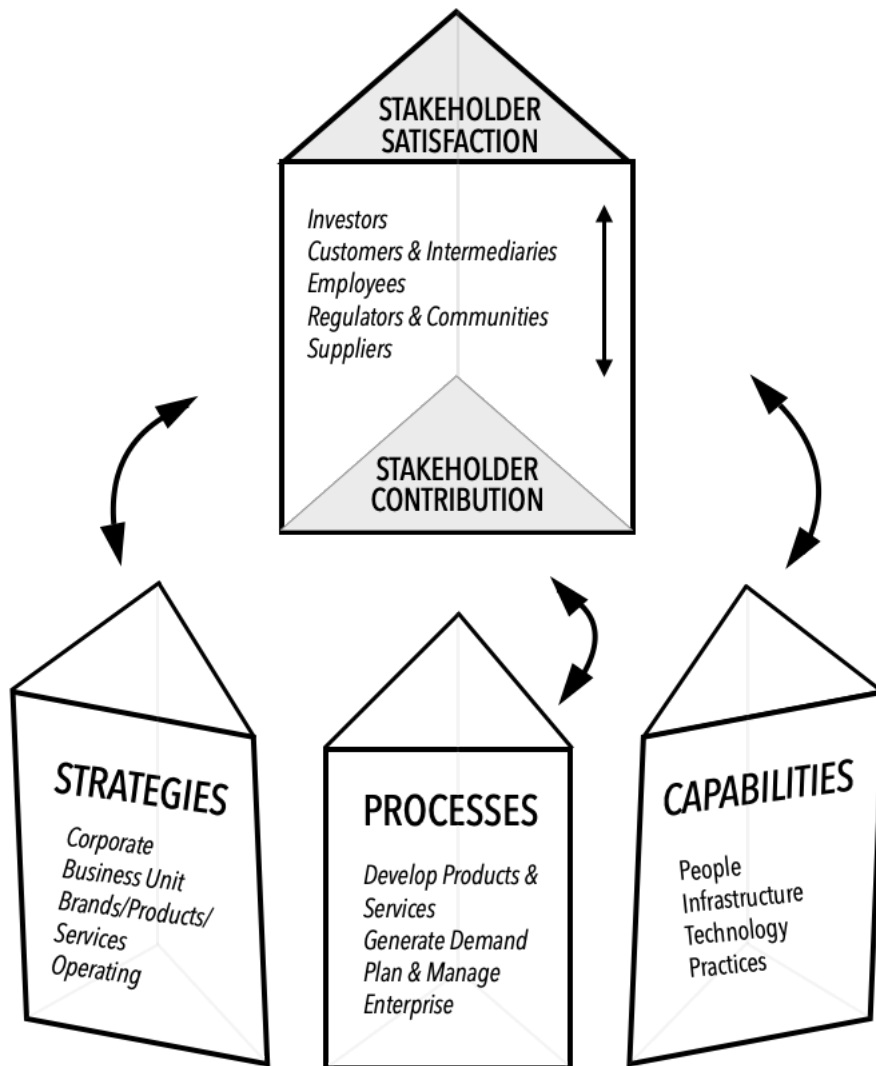 STAKEHOLDER
SATISFACTION
Investors
Customers & Intermediaries
Employees
Regulators & Communities
Suppliers
STAKEHOLDER
CONTRIBUTION
STRATEGIES
Corporate
Business Unit
Brands/Products/
Services
Operating
PROCESSES
Develop Products &
Services
Generate Demand
Plan & Manage
Enterprise
CAPABILITIES
People
Infrastructure
Technology
Practices